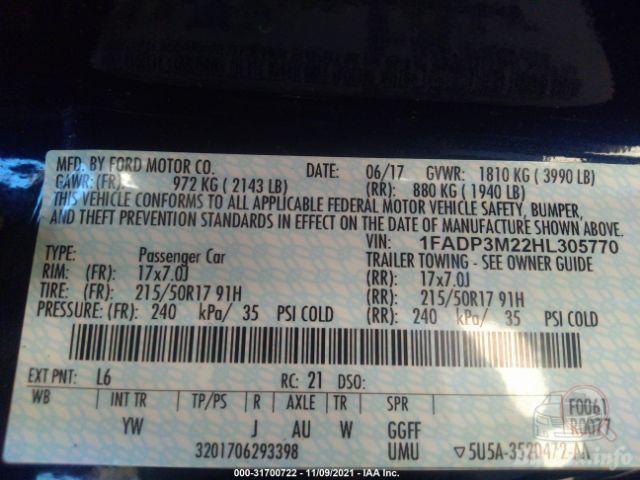 MFD. BY FORD MOTOR CO. DATE: 06/17 GVWR: 1810 KG ( 3990 LB)
GAWR: (FR): 972 KG ( 2143 LB) (RR): 880 KG ( 1940 LB)
THIS VEHICLE CONFORMS TO ALL APPLICABLE FEDERAL MOTOR VEHICLE SAFETY, BUMPER,
AND THEFT PREVENTION STANDARDS IN EFFECT ON THE DATE OF MANUFACTURE SHOWN ABOVE.
VIN: 1FADP3M22HL305770
TYPE: Passenger Car TRAILER TOWING - SEE OWNER GUIDE
RIM: (FR): 17x7.0J (RR): 17x7.0J
TIRE: (FR): 215/50R17 91H (RR): 215/50R17 91H
PRESSURE: (FR): 240 kPa/ 35 PSI COLD (RR): 240 kPa/ 35 PSI COLD
EXT PNT: L6 RC: 21 DSO:
WB INT TR TP/PS R AXLE TR SPR F0061
YW J AU W GGFF R0077
3201706293398 UMU ▽5U5A-3520472-AA
000-31700722 - 11/09/2021 - IAA Inc.